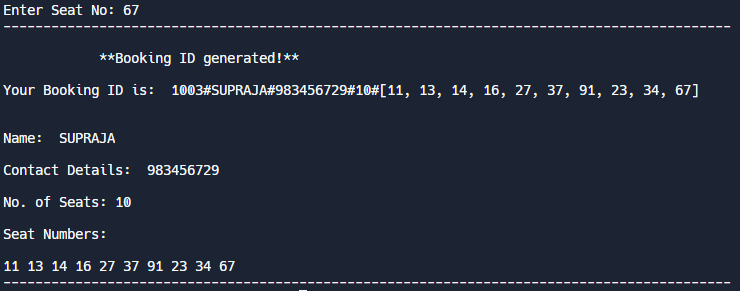 Enter Seat No: 67
-------------------------------------------------------------------------------------------
**Booking ID generated!**
Your Booking ID is:  1003#SUPRAJA#983456729#10#[11, 13, 14, 16, 27, 37, 91, 23, 34, 67]
Name:  SUPRAJA
Contact Details:  983456729
No. of Seats: 10
Seat Numbers:
11 13 14 16 27 37 91 23 34 67
-------------------------------------------------------------------------------------------